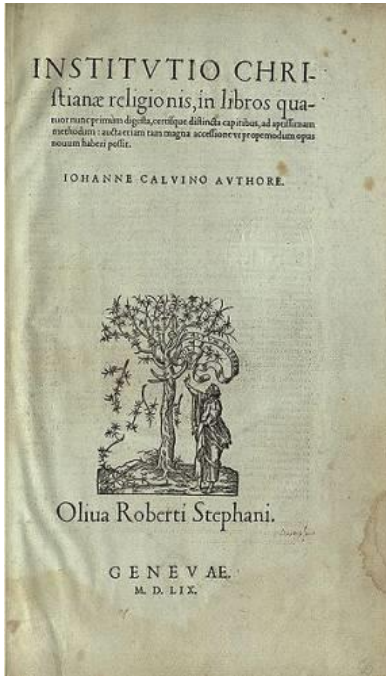 INSTITVTIO CHRI-
stianæ religionis, in libros qua-
tuor nunc primùm digesta, certisque distincta capitibus, ad aptissimam
methodum: aucta etiam tam magna accessione vt propemodum opus
nouum haberi possit.
IOHANNE CALVINO AVTHORE.
Oliua Roberti Stephani.
GENEVAE.
M. D. LIX.